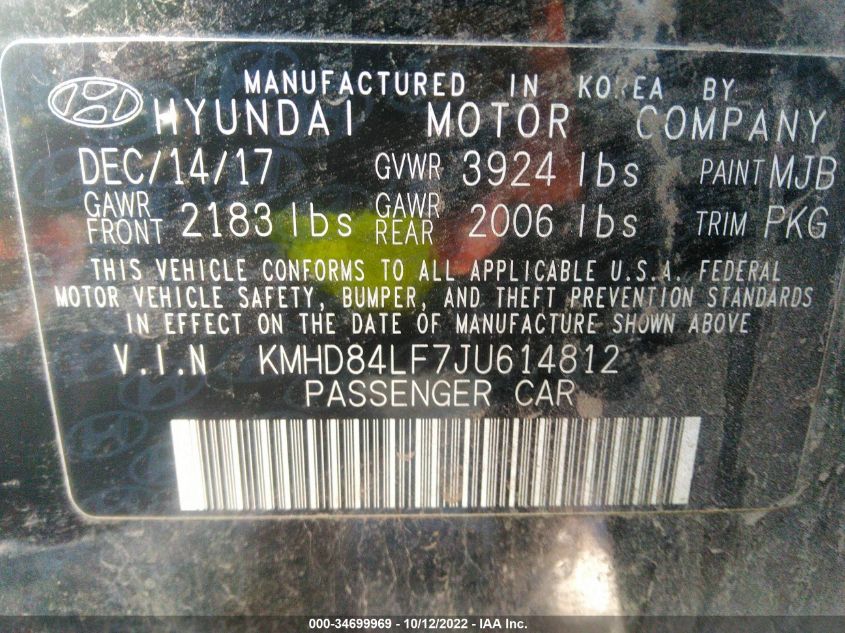 MANUFACTURED IN KOREA BY
HYUNDAI MOTOR COMPANY
DEC/14/17 GVWR 3924 lbs PAINT MJB
GAWR FRONT 2183 lbs GAWR REAR 2006 lbs TRIM PKG
THIS VEHICLE CONFORMS TO ALL APPLICABLE U.S.A. FEDERAL
MOTOR VEHICLE SAFETY, BUMPER, AND THEFT PREVENTION STANDARDS
IN EFFECT ON THE DATE OF MANUFACTURE SHOWN ABOVE
V.I.N KMHD84LF7JU614812
PASSENGER CAR
000-34699969 - 10/12/2022 - IAA Inc.